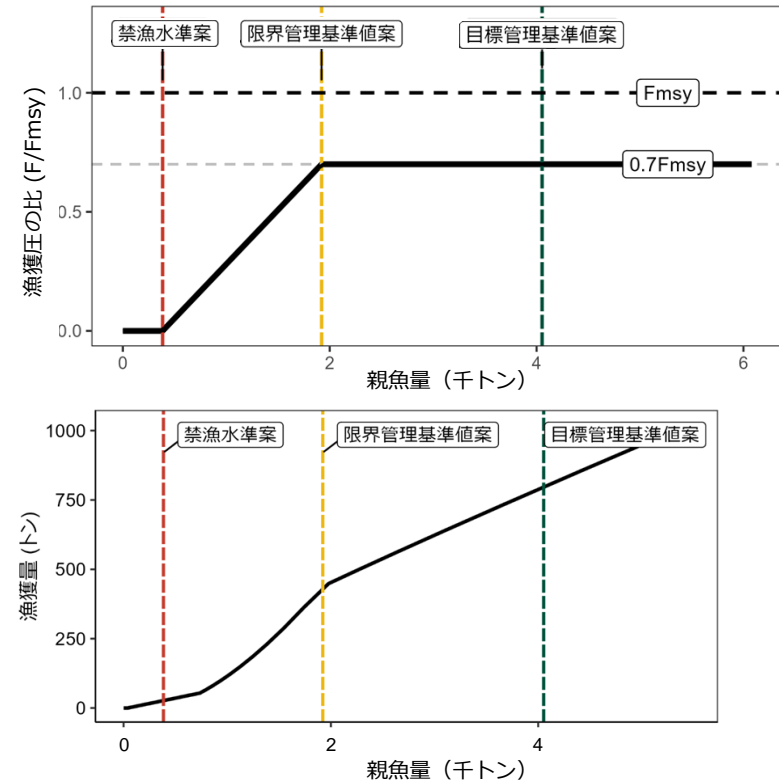 禁漁水準案 限界管理基準値案 目標管理基準値案
1.0
Fmsy
0.7Fmsy
0.5
0.0
漁獲圧の比 (F/Fmsy)
0 2 4 6
親魚量（千トン）
1000
禁漁水準案 限界管理基準値案 目標管理基準値案
750
500
250
0
漁獲量 (トン)
0 2 4
親魚量（千トン）